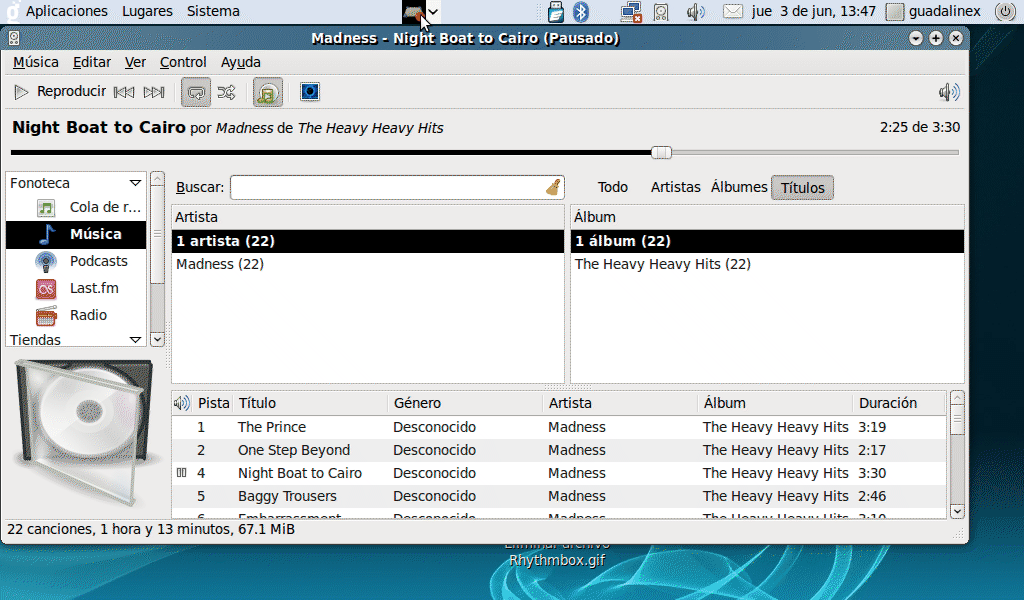 Aplicaciones Lugares Sistema jue 3 de jun, 13:47 guadalinex
Madness - Night Boat to Cairo (Pausado)
Música Editar Ver Control Ayuda
Reproducir
Night Boat to Cairo por Madness de The Heavy Heavy Hits 2:25 de 3:30
Fonoteca
Cola de r...
Música
Podcasts
Last.fm
Radio
Tiendas
Buscar: Todo Artistas Álbumes Títulos
Artista Álbum
1 artista (22) 1 álbum (22)
Madness (22) The Heavy Heavy Hits (22)
Pista Título Género Artista Álbum Duración
1 The Prince Desconocido Madness The Heavy Heavy Hits 3:19
2 One Step Beyond Desconocido Madness The Heavy Heavy Hits 2:17
4 Night Boat to Cairo Desconocido Madness The Heavy Heavy Hits 3:30
5 Baggy Trousers Desconocido Madness The Heavy Heavy Hits 2:46
6 Embarrassment Desconocido Madness The Heavy Heavy Hits 3:10
22 canciones, 1 hora y 13 minutos, 67.1 MiB
Eliminar archivo
Rhythmbox.gif